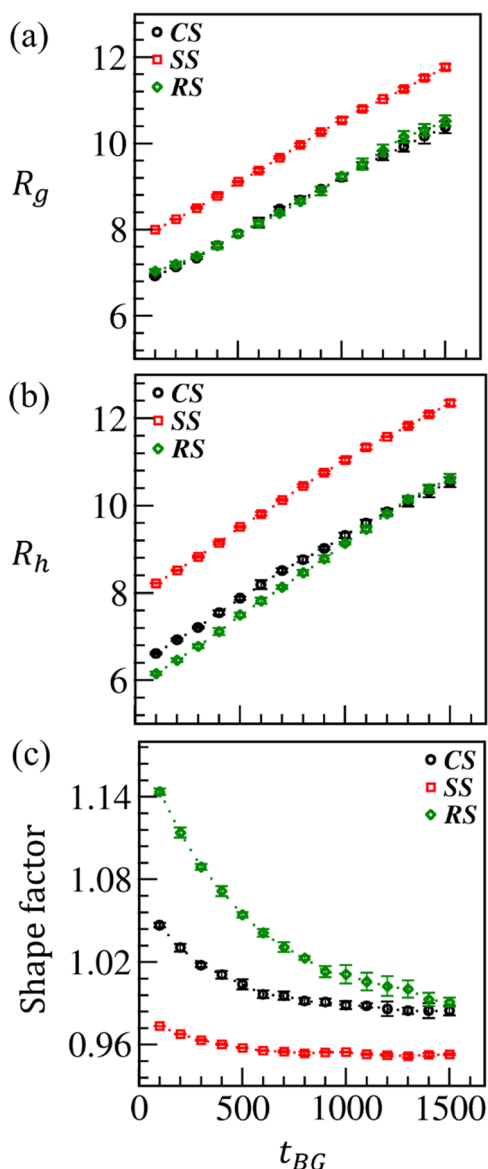 (a)
CS
SS
RS
12
10
8
6
R_g
(b)
CS
SS
RS
12
10
8
6
R_h
(c)
CS
SS
RS
1.14
1.08
1.02
0.96
Shape factor
0 500 1000 1500
t_BG